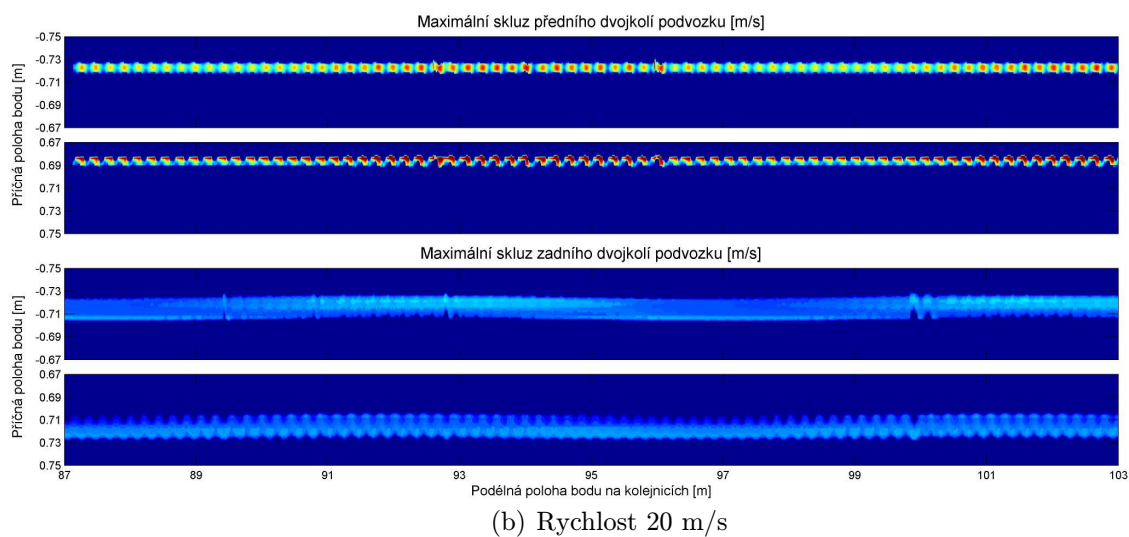 Maximální skluz předního dvojkolí podvozku [m/s]
-0.75
-0.73
-0.71
-0.69
-0.67
0.67
0.69
0.71
0.73
0.75
Příčná poloha bodu [m]
Maximální skluz zadního dvojkolí podvozku [m/s]
-0.75
-0.73
-0.71
-0.69
-0.67
0.67
0.69
0.71
0.73
0.75
Příčná poloha bodu [m]
87 89 91 93 95 97 99 101 103
Podélná poloha bodu na kolejnicích [m]
(b) Rychlost 20 m/s